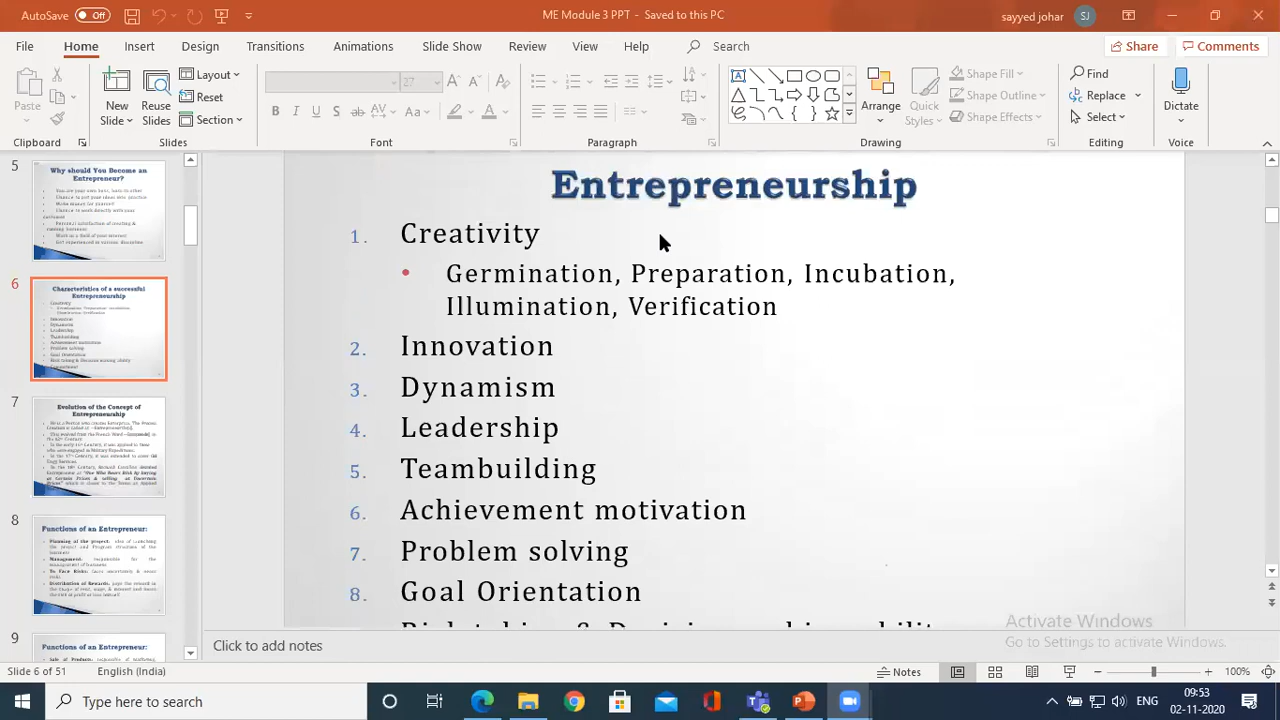 AutoSave Off
ME Module 3 PPT - Saved to this PC
sayyed johar SJ
File Home Insert Design Transitions Animations Slide Show Review View Help Search Share Comments
Paste
New Slide
Reuse Slides
Layout
Reset
Section
27
Arrange
Quick Styles
Shape Fill
Shape Outline
Shape Effects
Find
Replace
Select
Dictate
Clipboard Slides Font Paragraph Drawing Editing Voice
5
Why should You Become an
Entrepreneur?
6
Characteristics of a successful
Entrepreneurship
7
Evolution of the Concept of
Entrepreneurship
8
Functions of an Entrepreneur:
9
Functions of an Entrepreneur:
Entrepreneurship
1. Creativity
• Germination, Preparation, Incubation,
Illumination, Verification
2. Innovation
3. Dynamism
4. Leadership
5. Teambuilding
6. Achievement motivation
7. Problem solving
8. Goal Orientation
Activate Windows
Go to Settings to activate Windows.
Click to add notes
Slide 6 of 51 English (India) Notes 100%
Type here to search
ENG
09:53
02-11-2020